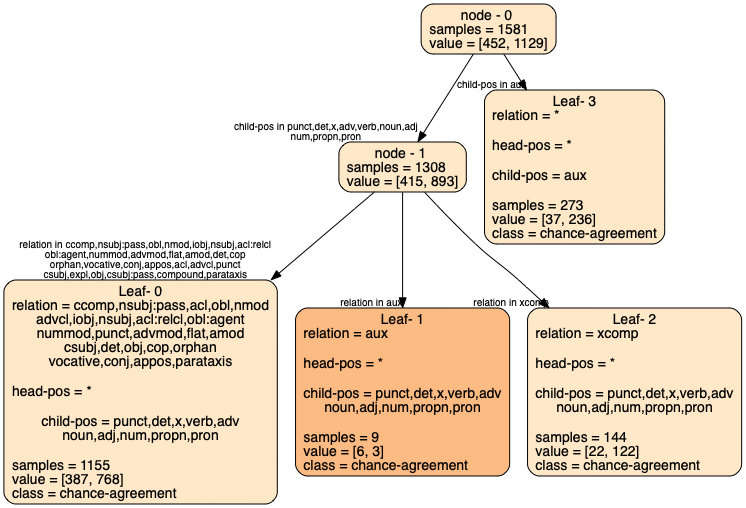 node - 0
samples = 1581
value = [452, 1129]
child-pos in aux
Leaf- 3
relation = *
head-pos = *
child-pos = aux
samples = 273
value = [37, 236]
class = chance-agreement
child-pos in punct,det,x,adv,verb,noun,adj
num,propn,pron
node - 1
samples = 1308
value = [415, 893]
relation in ccomp,nsubj:pass,obl,nmod,iobj,nsubj,acl:relcl
obl:agent,nummod,advmod,flat,amod,det,cop
orphan,vocative,conj,appos,acl,advcl,punct
csubj,expl,obj,csubj:pass,compound,parataxis
Leaf- 0
relation = ccomp,nsubj:pass,acl,obl,nmod
advcl,iobj,nsubj,acl:relcl,obl:agent
nummod,punct,advmod,flat,amod
csubj,det,obj,cop,orphan
vocative,conj,appos,parataxis
head-pos = *
child-pos = punct,det,x,verb,adv
noun,adj,num,propn,pron
samples = 1155
value = [387, 768]
class = chance-agreement
relation in aux
Leaf- 1
relation = aux
head-pos = *
child-pos = punct,det,x,verb,adv
noun,adj,num,propn,pron
samples = 9
value = [6, 3]
class = chance-agreement
relation in xcomp
Leaf- 2
relation = xcomp
head-pos = *
child-pos = punct,det,x,verb,adv
noun,adj,num,propn,pron
samples = 144
value = [22, 122]
class = chance-agreement